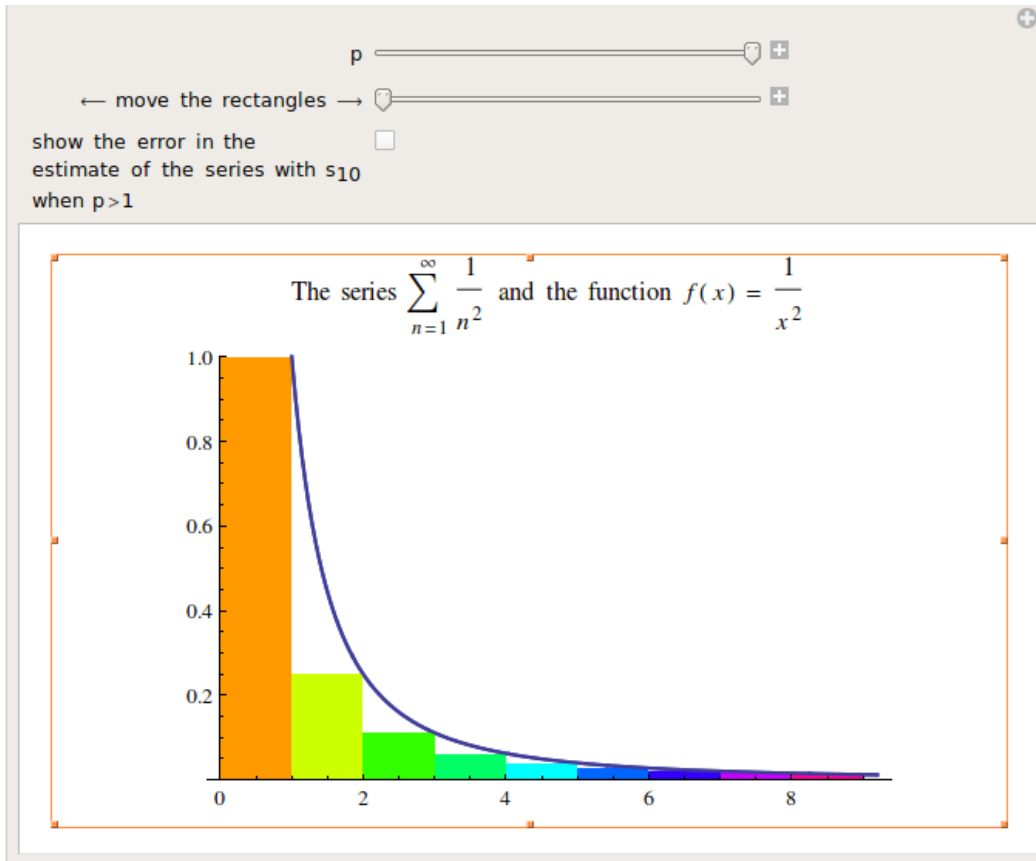 p
← move the rectangles →
show the error in the
estimate of the series with s₁₀
when p>1
The series ∑_{n=1}^{∞} 1/n² and the function f(x) = 1/x²
1.0
0.8
0.6
0.4
0.2
0 2 4 6 8